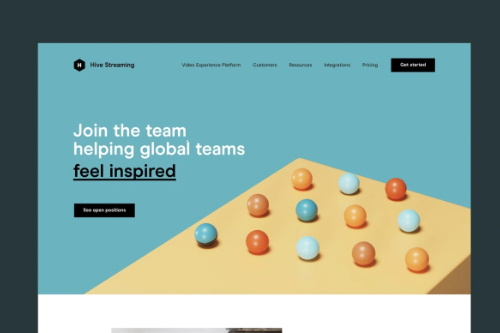 H Hive Streaming
Video Experience Platform Customers Resources Integrations Pricing Get started
Join the team
helping global teams
feel inspired
See open positions